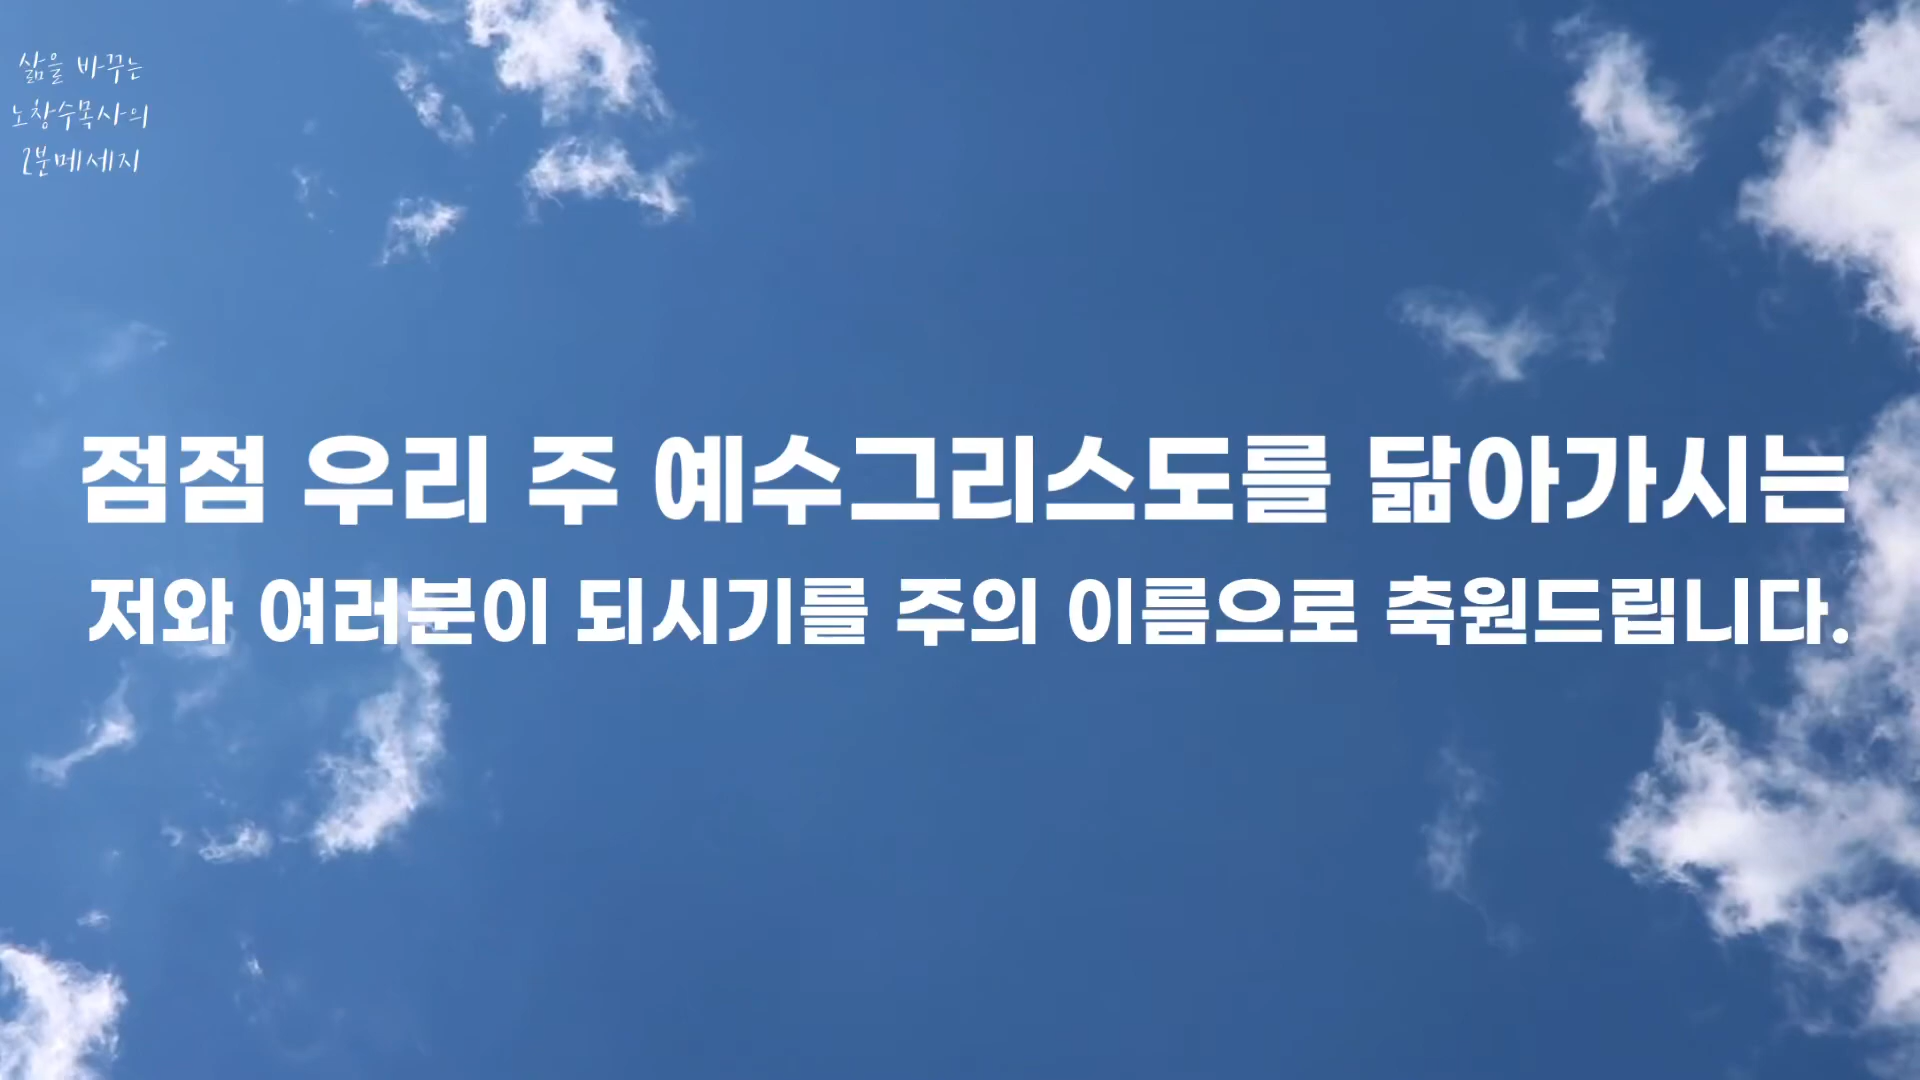 삶을 바꾸는
노창수목사의
2분메세지
점점 우리 주 예수그리스도를 닮아가시는
저와 여러분이 되시기를 주의 이름으로 축원드립니다.